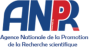 ANPR
Agence Nationale de la Promotion
de la Recherche scientifique